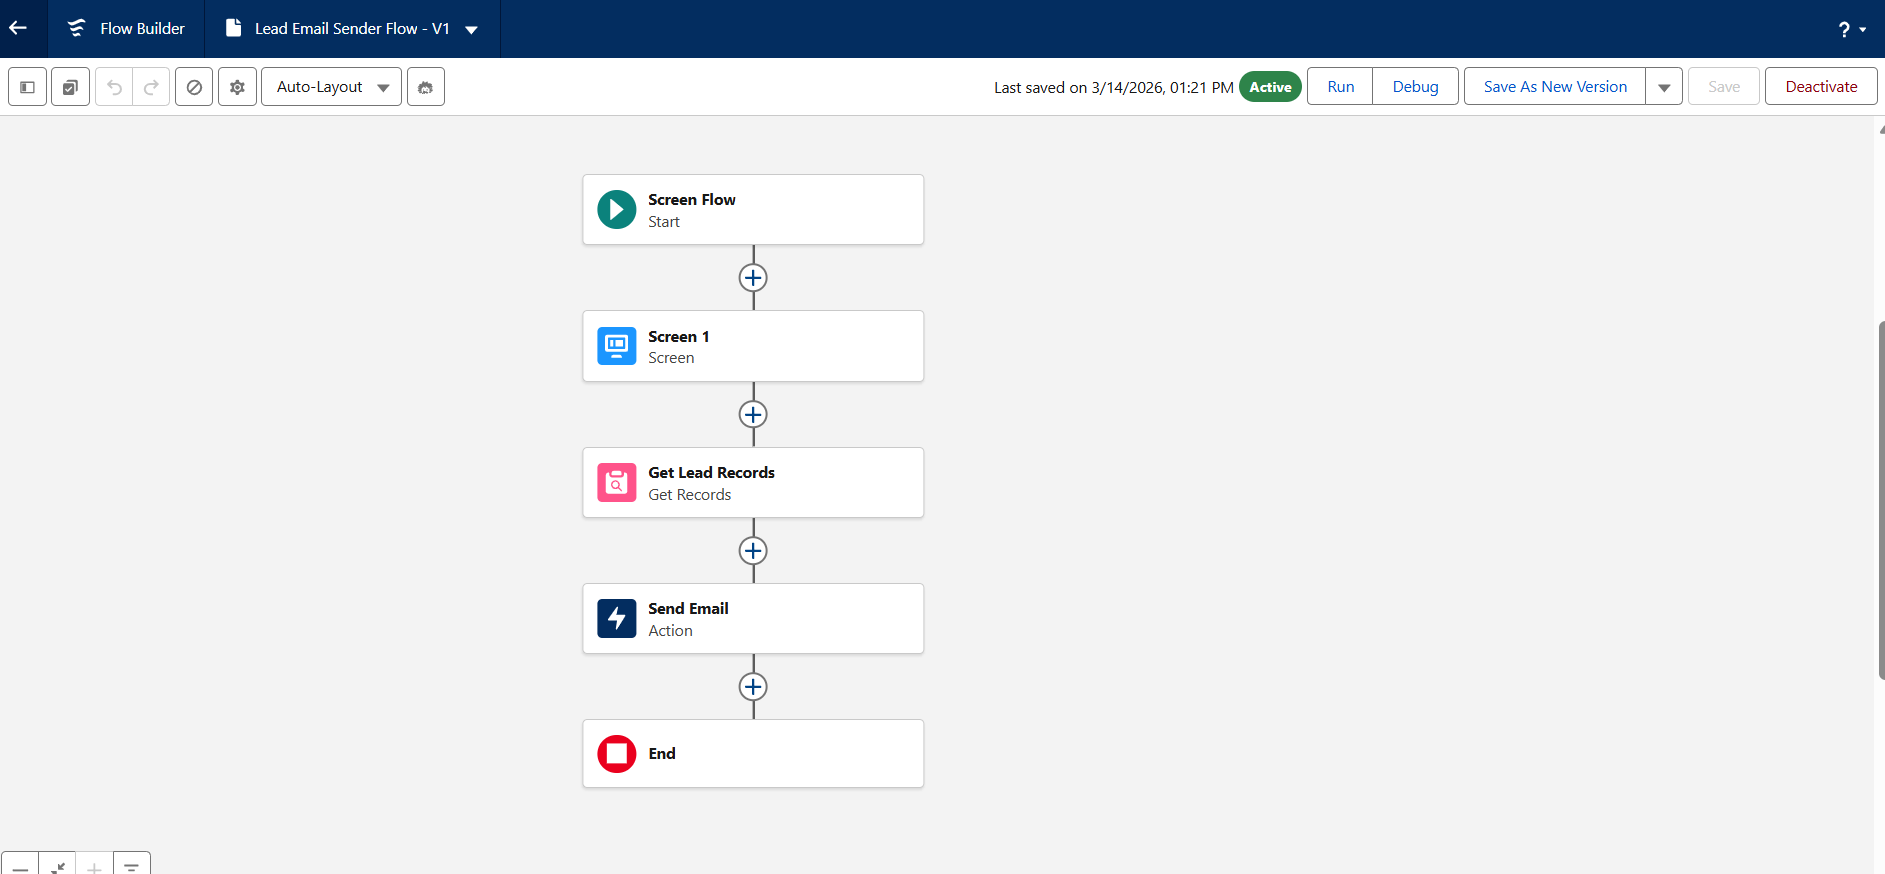 Flow Builder
Lead Email Sender Flow - V1
?
Auto-Layout
Last saved on 3/14/2026, 01:21 PM
Active
Run
Debug
Save As New Version
Save
Deactivate
Screen Flow
Start
Screen 1
Screen
Get Lead Records
Get Records
Send Email
Action
End